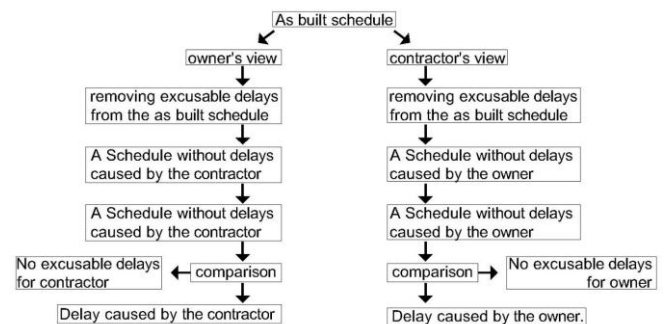 As built schedule
owner's view
contractor's view
removing excusable delays
from the as built schedule
removing excusable delays
from the as built schedule
A Schedule without delays
caused by the contractor
A Schedule without delays
caused by the owner
A Schedule without delays
caused by the contractor
A Schedule without delays
caused by the owner
No excusable delays
for contractor
comparison
comparison
No excusable delays
for owner
Delay caused by the contractor
Delay caused by the owner.